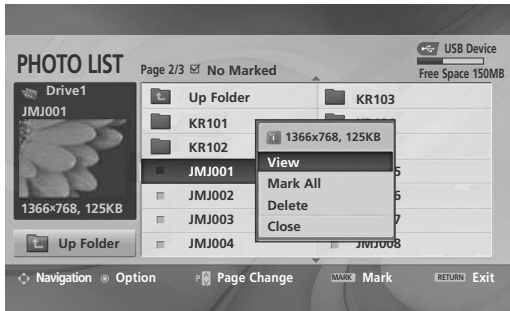 USB Device
PHOTO LIST
Page 2/3 No Marked
Free Space 150MB
Drive1
JMJ001
1366×768, 125KB
Up Folder
Up Folder
KR101
KR102
JMJ001
JMJ002
JMJ003
JMJ004
KR103
JMJ008
1366x768, 125KB
View
Mark All
Delete
Close
Navigation Option P Page Change MARK Mark RETURN Exit